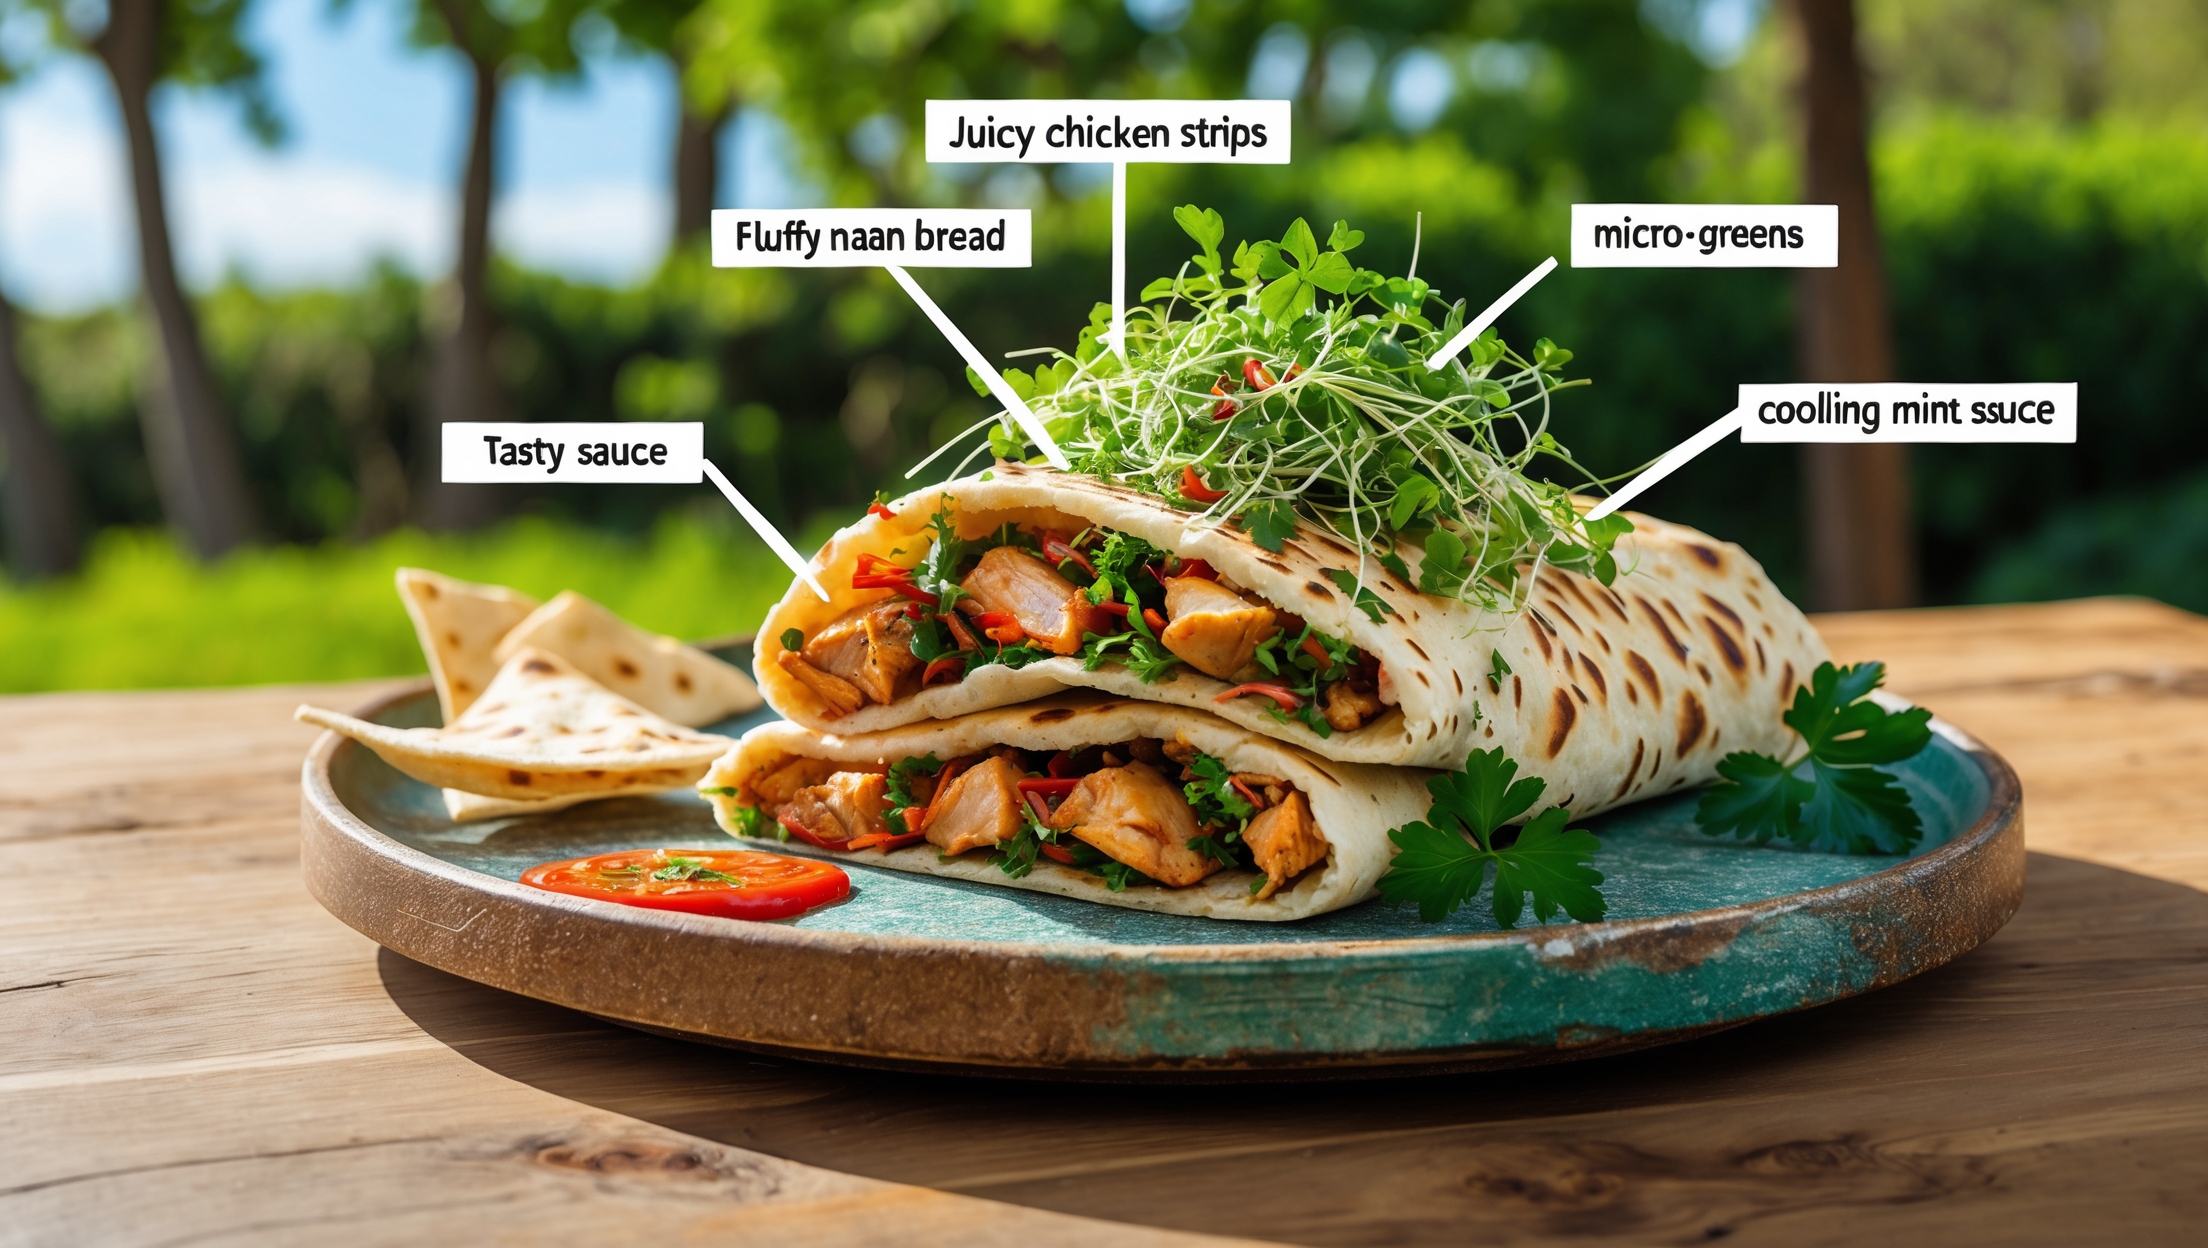 Juicy chicken strips
Fluffy naan bread
micro-greens
coolling mint ssuce
Tasty sauce